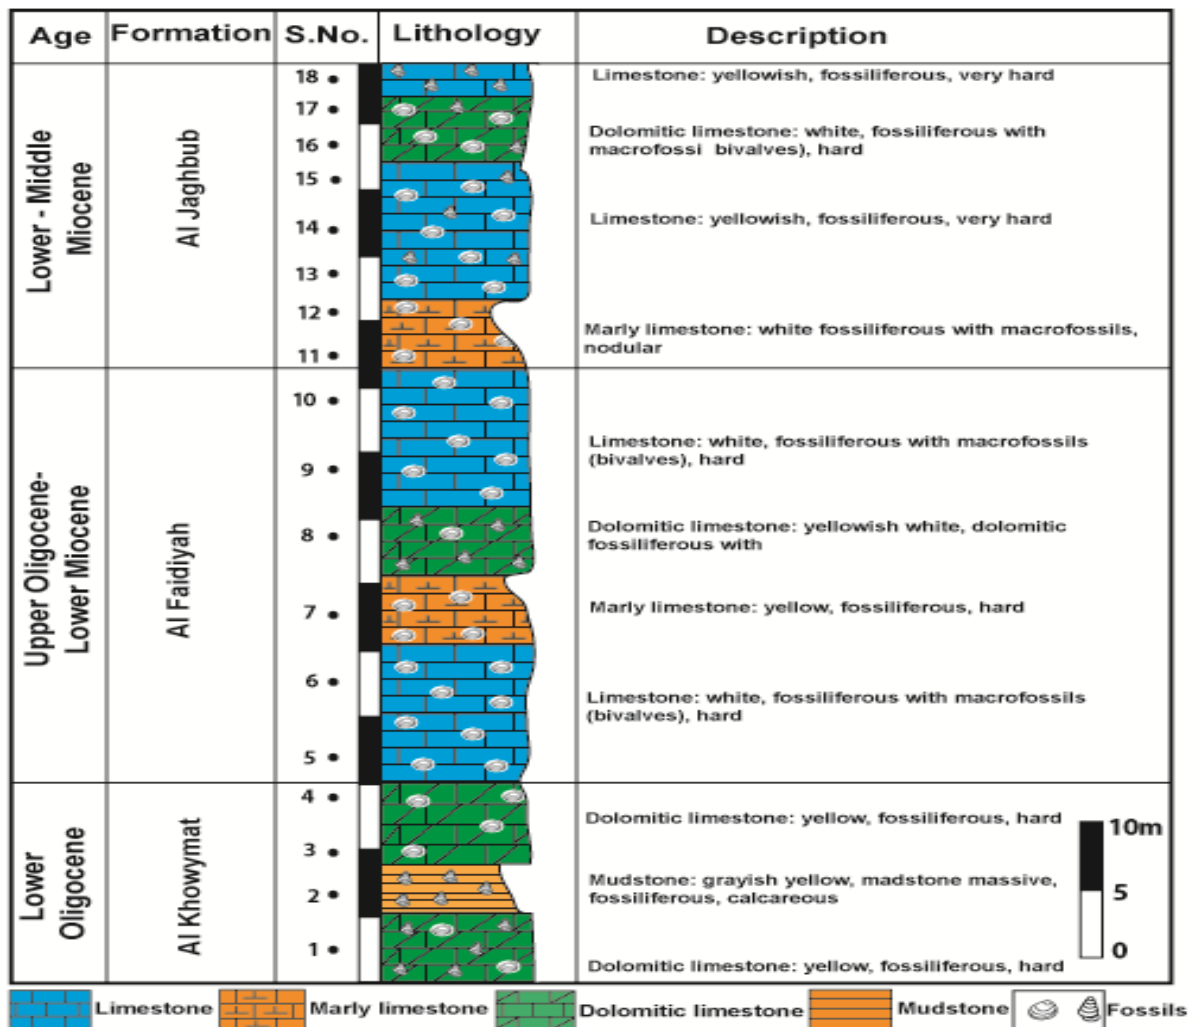 Age Formation S.No. Lithology Description
18
Limestone: yellowish, fossiliferous, very hard
17
Dolomitic limestone: white, fossiliferous with
macrofossi bivalves), hard
16
15
Lower - Middle
Miocene
Al Jaghbub
Limestone: yellowish, fossiliferous, very hard
14
13
12
Marly limestone: white fossiliferous with macrofossils,
nodular
11
10
Limestone: white, fossiliferous with macrofossils
(bivalves), hard
9
Dolomitic limestone: yellowish white, dolomitic
fossiliferous with
8
Upper Oligocene-
Lower Miocene
Al Faidiyah
7
Marly limestone: yellow, fossiliferous, hard
6
Limestone: white, fossiliferous with macrofossils
(bivalves), hard
5
4
Dolomitic limestone: yellow, fossiliferous, hard
3
Lower
Oligocene
Al Khowymat
Mudstone: grayish yellow, madstone massive,
fossiliferous, calcareous
2
1
Dolomitic limestone: yellow, fossiliferous, hard
10m
5
0
Limestone Marly limestone Dolomitic limestone Mudstone Fossils